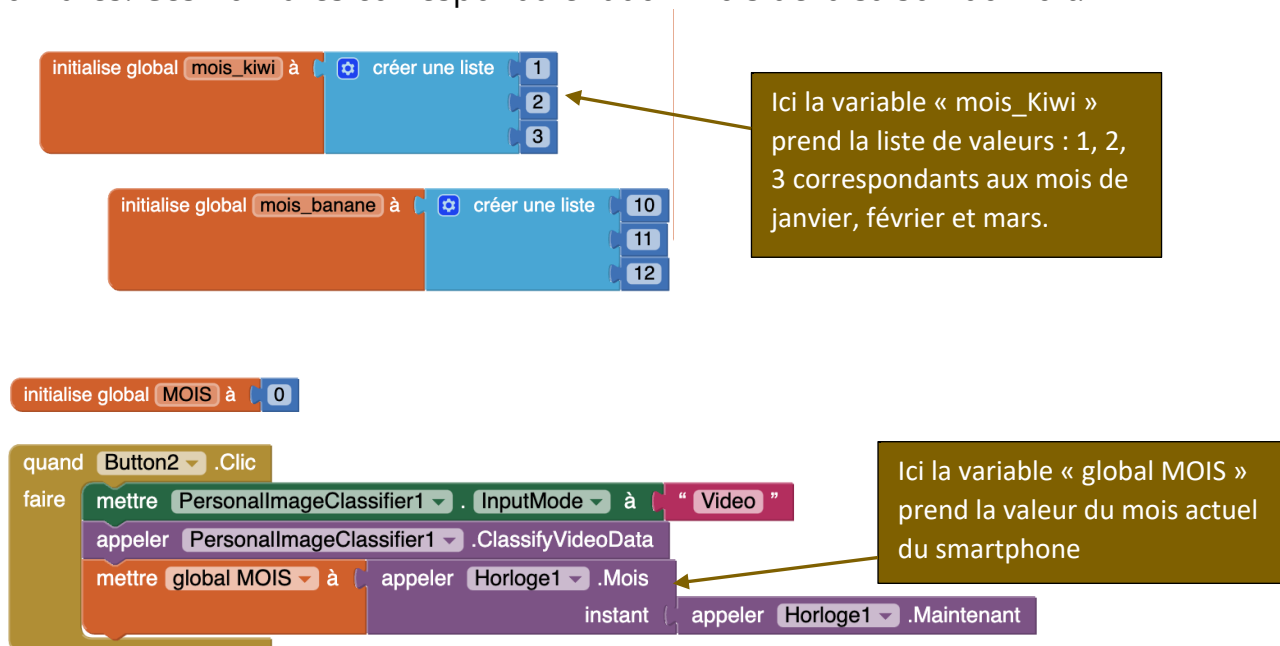 initialise global mois_kiwi à créer une liste 1
2
3
Ici la variable « mois_Kiwi »
prend la liste de valeurs : 1, 2,
3 correspondants aux mois de
janvier, février et mars.
initialise global mois_banane à créer une liste 10
11
12
initialise global MOIS à 0
quand Button2 .Clic
faire mettre PersonalImageClassifier1 . InputMode à " Video "
appeler PersonalImageClassifier1 .ClassifyVideoData
mettre global MOIS à appeler Horloge1 .Mois
instant appeler Horloge1 .Maintenant
Ici la variable « global MOIS »
prend la valeur du mois actuel
du smartphone